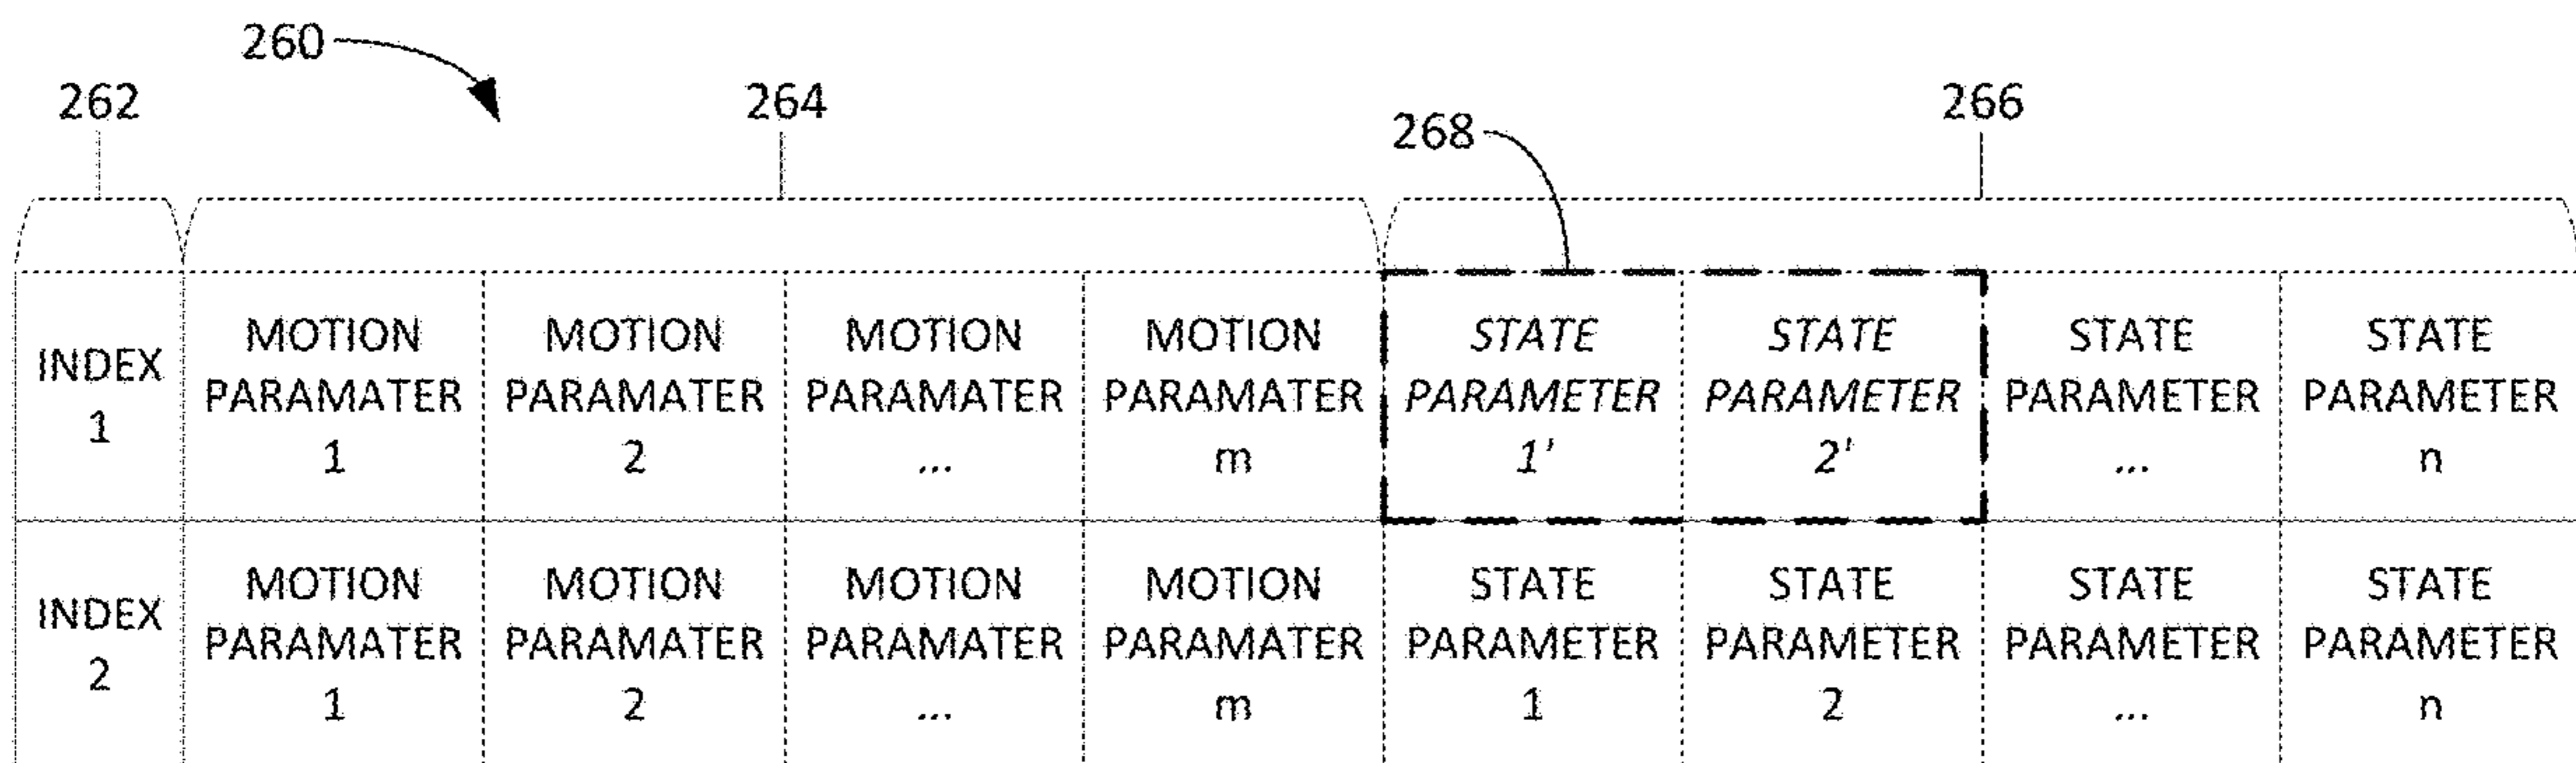 260
262
264
266
268
INDEX
1
MOTION
PARAMATER
1
MOTION
PARAMATER
2
MOTION
PARAMATER
...
MOTION
PARAMATER
m
STATE
PARAMETER
1'
STATE
PARAMETER
2'
STATE
PARAMETER
...
STATE
PARAMETER
n
INDEX
2
MOTION
PARAMATER
1
MOTION
PARAMATER
2
MOTION
PARAMATER
...
MOTION
PARAMATER
m
STATE
PARAMETER
1
STATE
PARAMETER
2
STATE
PARAMETER
...
STATE
PARAMETER
n